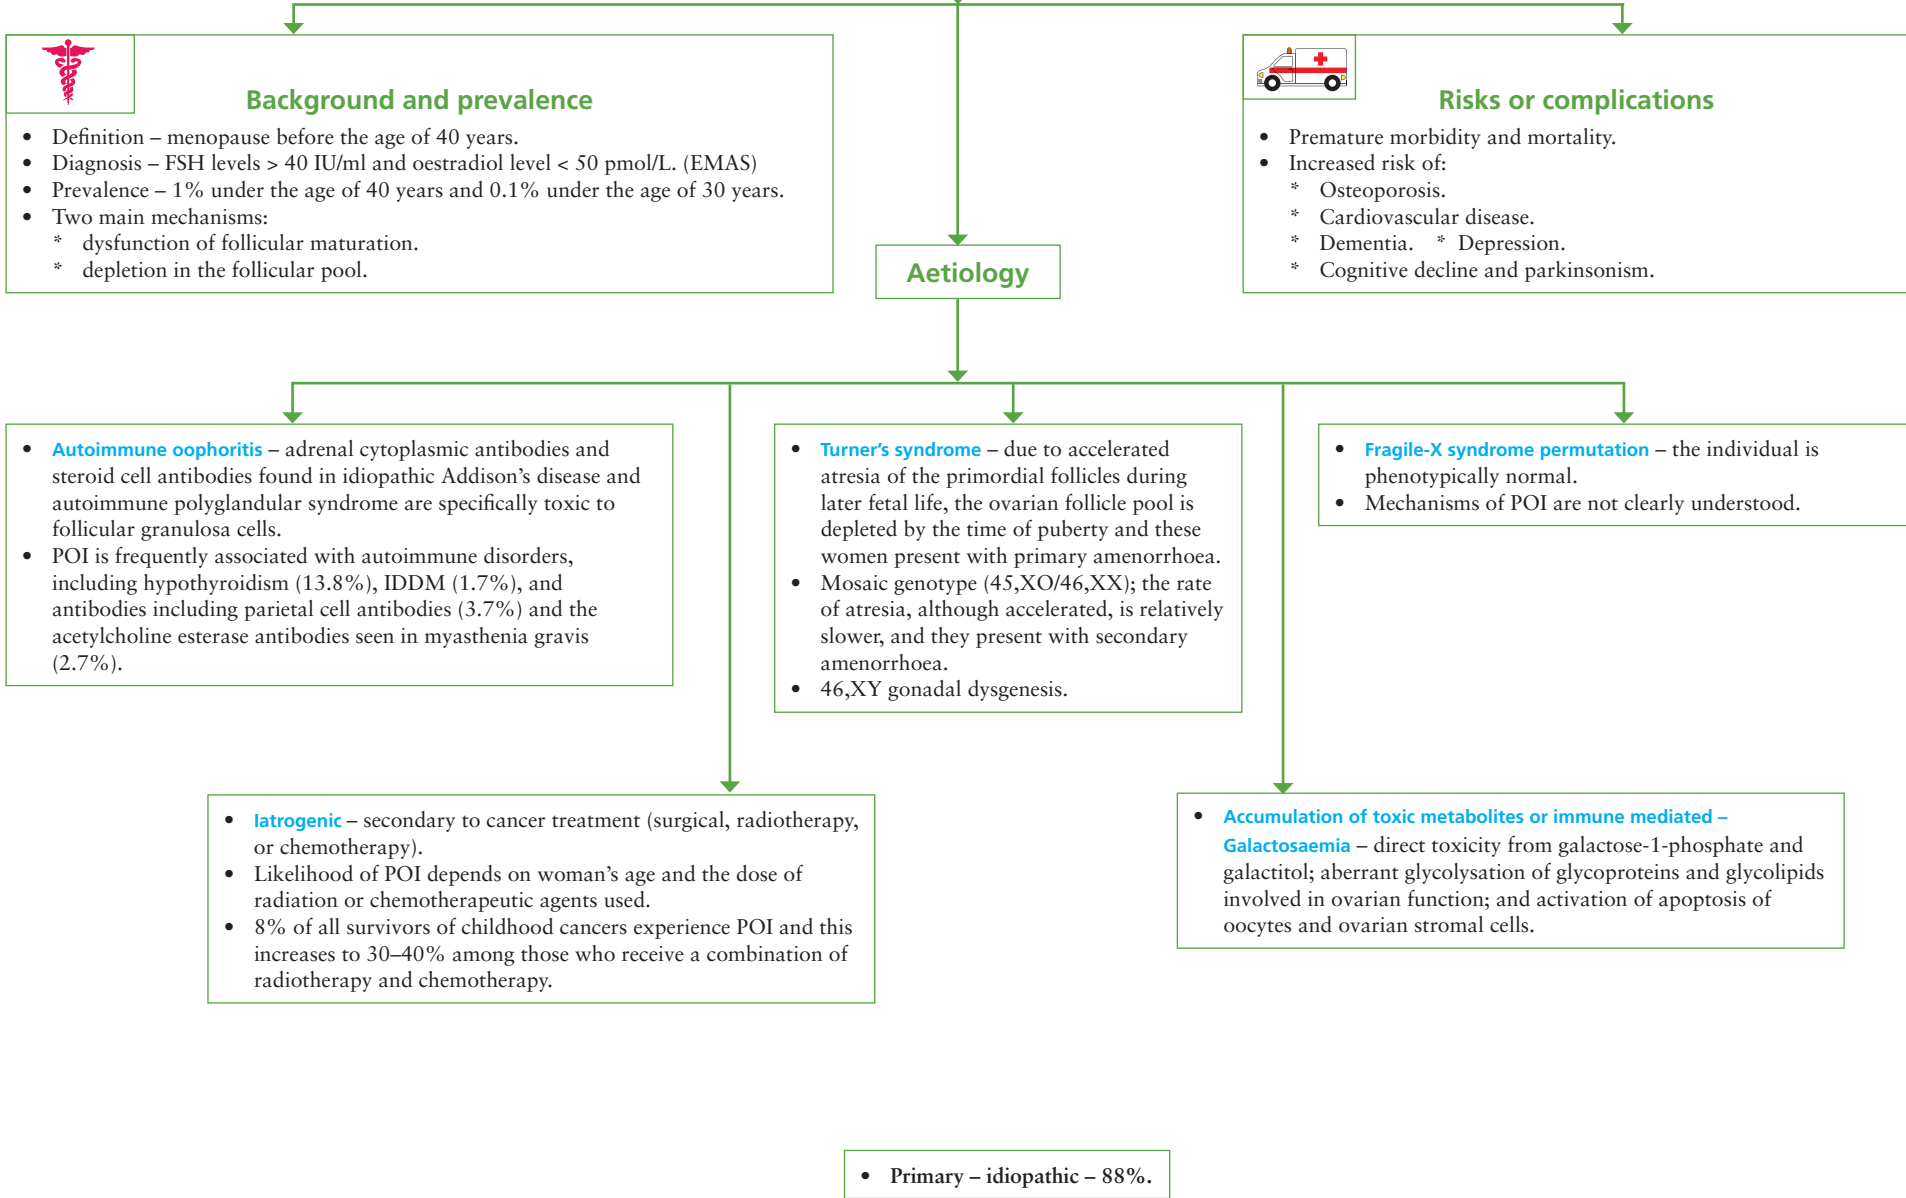 Background and prevalence
• Definition – menopause before the age of 40 years.
• Diagnosis – FSH levels > 40 IU/ml and oestradiol level < 50 pmol/L. (EMAS)
• Prevalence – 1% under the age of 40 years and 0.1% under the age of 30 years.
• Two main mechanisms:
* dysfunction of follicular maturation.
* depletion in the follicular pool.
Risks or complications
• Premature morbidity and mortality.
• Increased risk of:
* Osteoporosis.
* Cardiovascular disease.
* Dementia. * Depression.
* Cognitive decline and parkinsonism.
Aetiology
• Autoimmune oophoritis – adrenal cytoplasmic antibodies and
steroid cell antibodies found in idiopathic Addison's disease and
autoimmune polyglandular syndrome are specifically toxic to
follicular granulosa cells.
• POI is frequently associated with autoimmune disorders,
including hypothyroidism (13.8%), IDDM (1.7%), and
antibodies including parietal cell antibodies (3.7%) and the
acetylcholine esterase antibodies seen in myasthenia gravis
(2.7%).
• Turner's syndrome – due to accelerated
atresia of the primordial follicles during
later fetal life, the ovarian follicle pool is
depleted by the time of puberty and these
women present with primary amenorrhoea.
• Mosaic genotype (45,XO/46,XX); the rate
of atresia, although accelerated, is relatively
slower, and they present with secondary
amenorrhoea.
• 46,XY gonadal dysgenesis.
• Fragile-X syndrome permutation – the individual is
phenotypically normal.
• Mechanisms of POI are not clearly understood.
• Iatrogenic – secondary to cancer treatment (surgical, radiotherapy,
or chemotherapy).
• Likelihood of POI depends on woman's age and the dose of
radiation or chemotherapeutic agents used.
• 8% of all survivors of childhood cancers experience POI and this
increases to 30–40% among those who receive a combination of
radiotherapy and chemotherapy.
• Accumulation of toxic metabolites or immune mediated –
Galactosaemia – direct toxicity from galactose-1-phosphate and
galactitol; aberrant glycolysation of glycoproteins and glycolipids
involved in ovarian function; and activation of apoptosis of
oocytes and ovarian stromal cells.
• Primary – idiopathic – 88%.